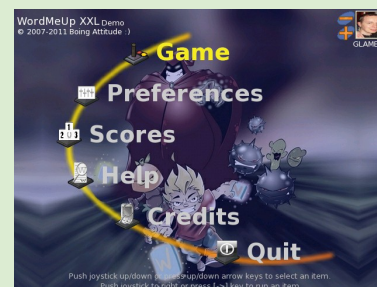 WordMeUp XXL Demo
© 2007-2011 Boing Attitude :)
GLAME
Game
Preferences
Scores
Help
Credits
Quit
Push joystick up/down or press up/down arrow keys to select an item.
Push joystick to right or press [->] key to run an item.